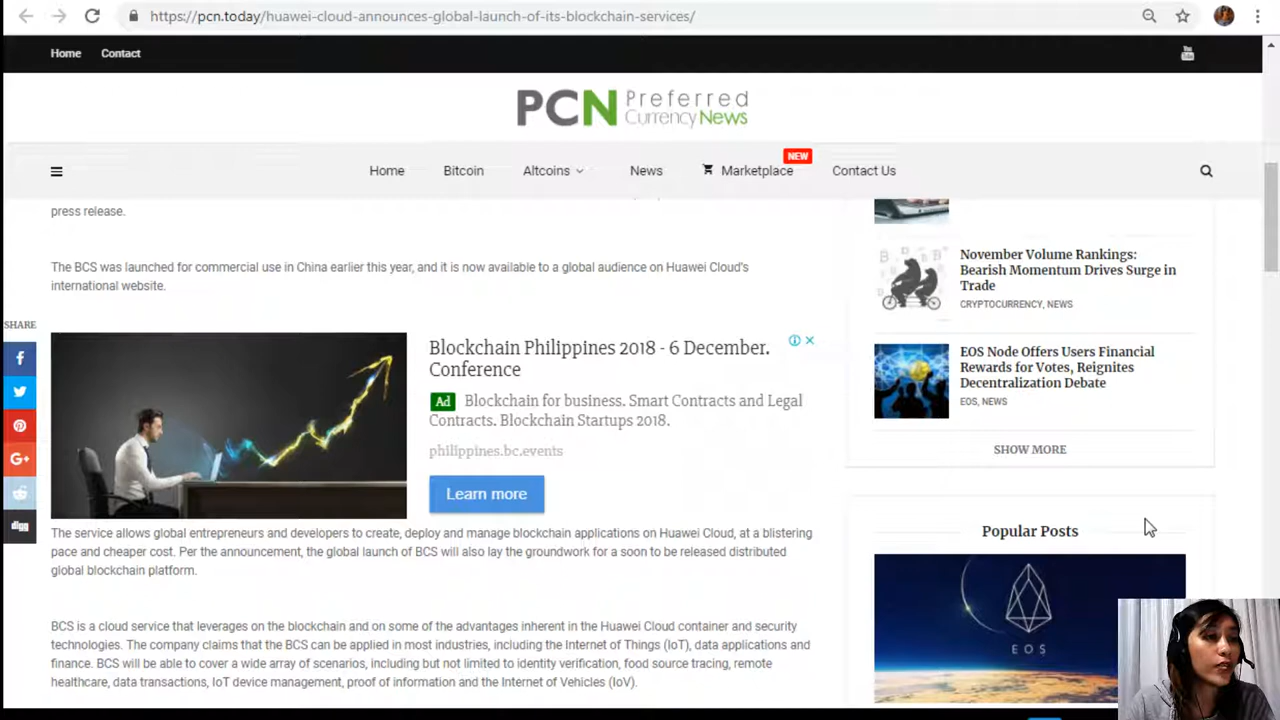 https://pcn.today/huawei-cloud-announces-global-launch-of-its-blockchain-services/
Home Contact
You
PCN Preferred
Currency News
NEW
Home Bitcoin Altcoins News Marketplace Contact Us
press release.
The BCS was launched for commercial use in China earlier this year, and it is now available to a global audience on Huawei Cloud's
international website.
SHARE
f
G+
digg
Blockchain Philippines 2018 - 6 December.
Conference
Ad Blockchain for business. Smart Contracts and Legal
Contracts. Blockchain Startups 2018.
philippines.bc.events
Learn more
The service allows global entrepreneurs and developers to create, deploy and manage blockchain applications on Huawei Cloud, at a blistering
pace and cheaper cost. Per the announcement, the global launch of BCS will also lay the groundwork for a soon to be released distributed
global blockchain platform.
BCS is a cloud service that leverages on the blockchain and on some of the advantages inherent in the Huawei Cloud container and security
technologies. The company claims that the BCS can be applied in most industries, including the Internet of Things (IoT), data applications and
finance. BCS will be able to cover a wide array of scenarios, including but not limited to identity verification, food source tracing, remote
healthcare, data transactions, IoT device management, proof of information and the Internet of Vehicles (IoV).
November Volume Rankings:
Bearish Momentum Drives Surge in
Trade
CRYPTOCURRENCY, NEWS
EOS Node Offers Users Financial
Rewards for Votes, Reignites
Decentralization Debate
EOS, NEWS
SHOW MORE
Popular Posts
EOS